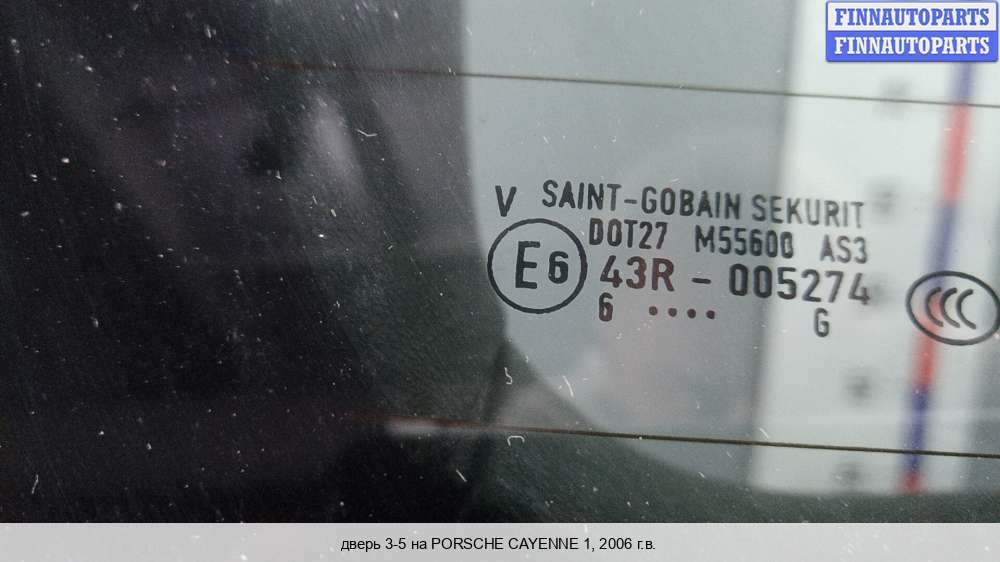 FINNAUTOPARTS
FINNAUTOPARTS
V SAINT-GOBAIN SEKURIT
DOT27 M55600 AS3
E6 43R - 005274
6 ···· G
CCC
дверь 3-5 на PORSCHE CAYENNE 1, 2006 г.в.